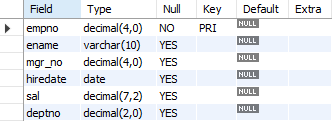 Field Type Null Key Default Extra
empno decimal(4,0) NO PRI NULL
ename varchar(10) YES NULL
mgr_no decimal(4,0) YES NULL
hiredate date YES NULL
sal decimal(7,2) YES NULL
deptno decimal(2,0) YES NULL